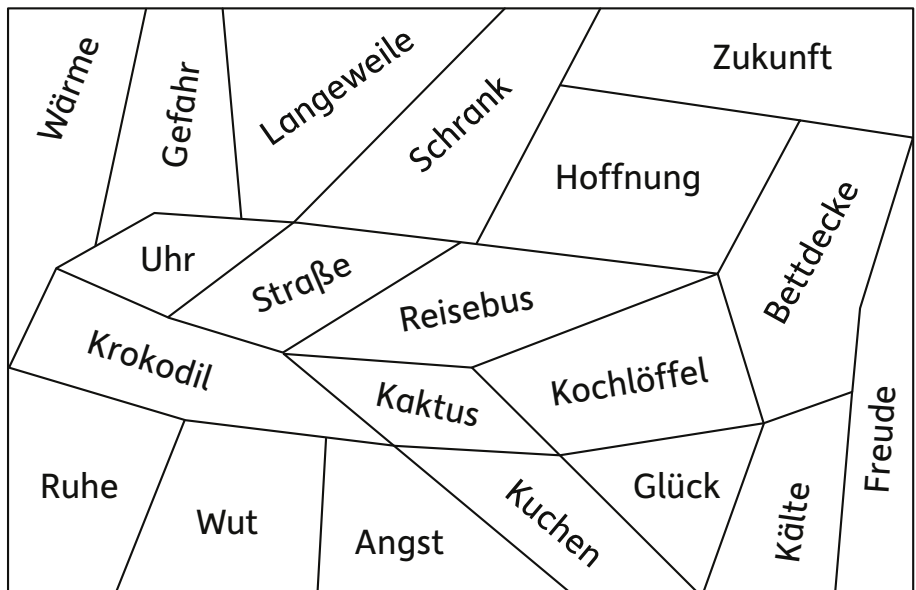 Wärme
Gefahr
Langeweile
Schrank
Zukunft
Hoffnung
Bettdecke
Uhr
Straße
Reisebus
Krokodil
Kaktus
Kochlöffel
Freude
Ruhe
Wut
Angst
Kuchen
Glück
Kälte